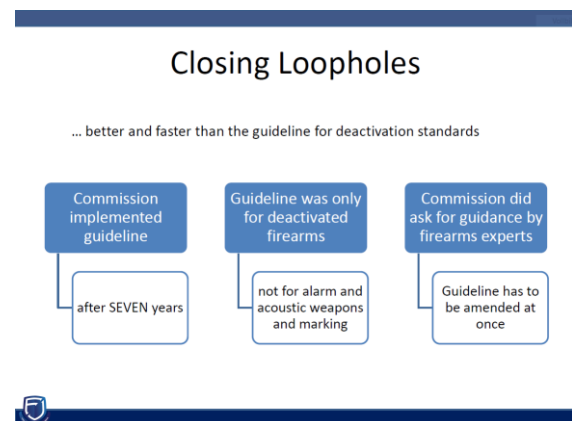 Closing Loopholes
... better and faster than the guideline for deactivation standards
Commission
implemented
guideline
after SEVEN years
Guideline was only
for deactivated
firearms
not for alarm and
acoustic weapons
and marking
Commission did
ask for guidance by
firearms experts
Guideline has to
be amended at
once